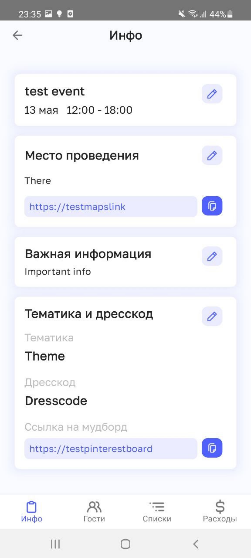 23:35 44%
Инфо
test event
13 мая 12:00 - 18:00
Место проведения
There
https://testmapslink
Важная информация
Important info
Тематика и дресскод
Тематика
Theme
Дресскод
Dresscode
Ссылка на мудборд
https://testpinterestboard
Инфо Гости Списки Расходы